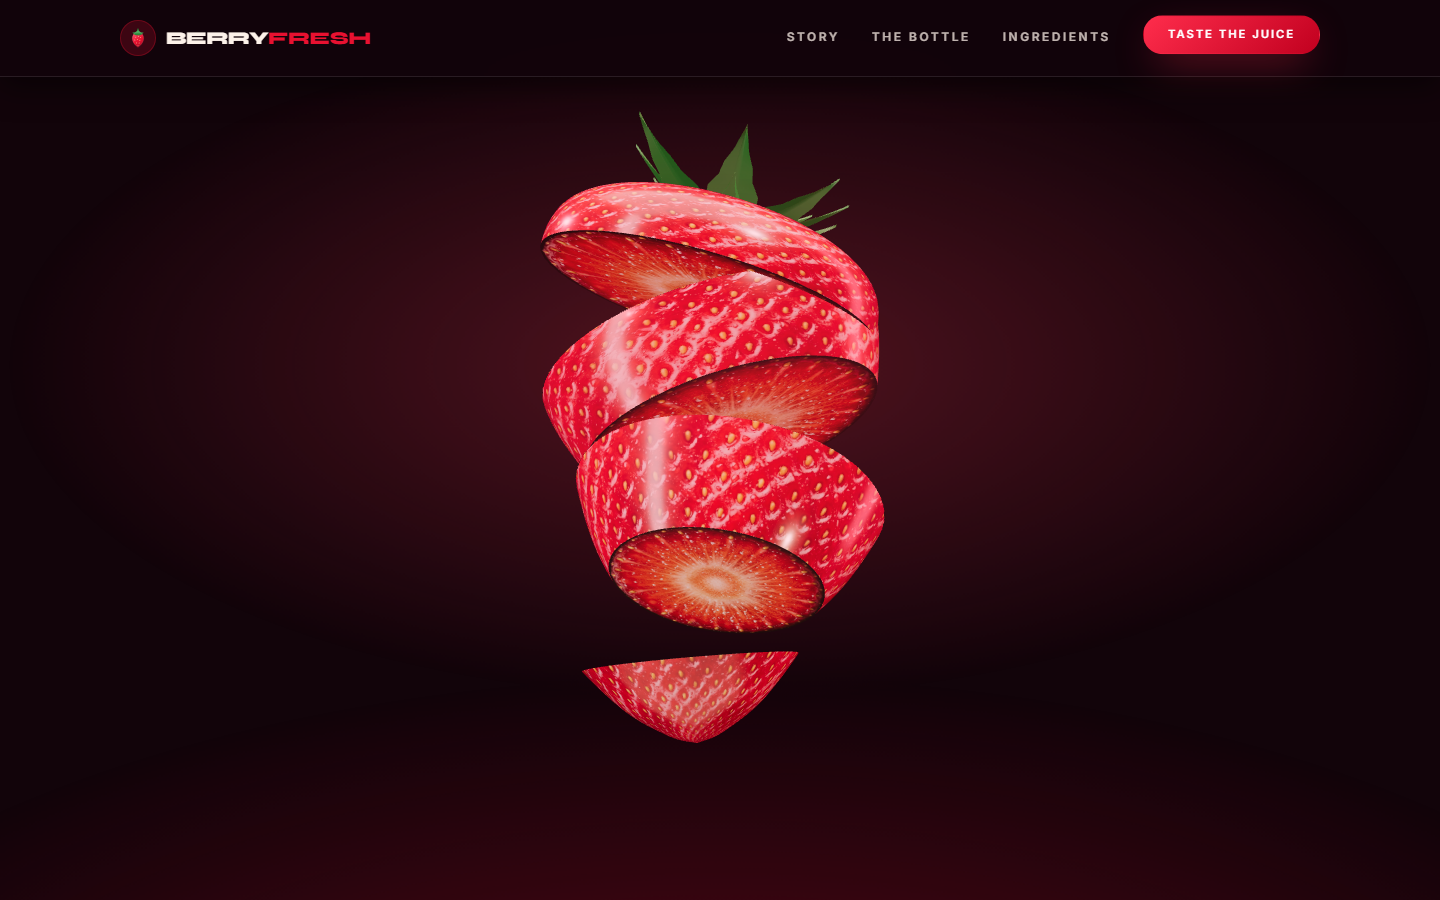 BERRYFRESH
STORY
THE BOTTLE
INGREDIENTS
TASTE THE JUICE